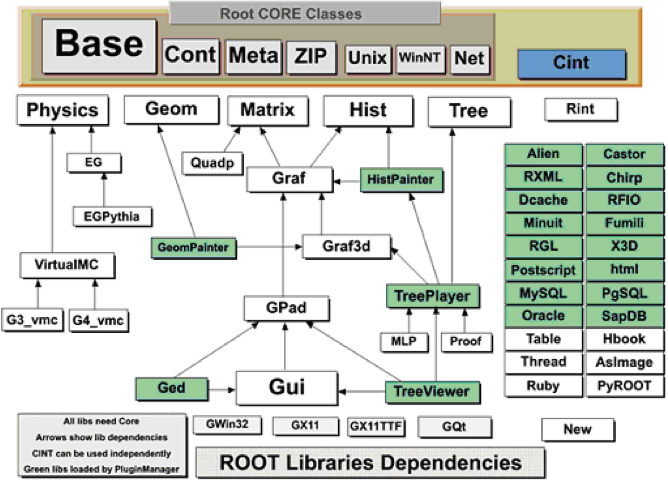 Root CORE Classes
Base
Cont
Meta
ZIP
Unix
WinNT
Net
Cint
Physics
Geom
Matrix
Hist
Tree
Rint
EG
Quadp
Graf
HistPainter
EGPythia
GeomPainter
Graf3d
VirtualMC
GPad
TreePlayer
G3_vmc
G4_vmc
MLP
Proof
Ged
Gui
TreeViewer
Alien
Castor
RXML
Chirp
Dcache
RFIO
Minuit
Fumili
RGL
X3D
Postscript
html
MySQL
PgSQL
Oracle
SapDB
Table
Hbook
Thread
AsImage
Ruby
PyROOT
GWin32
GX11
GX11TTF
GQt
New
All libs need Core
Arrows show lib dependencies
CINT can be used independently
Green libs loaded by PluginManager
ROOT Libraries Dependencies